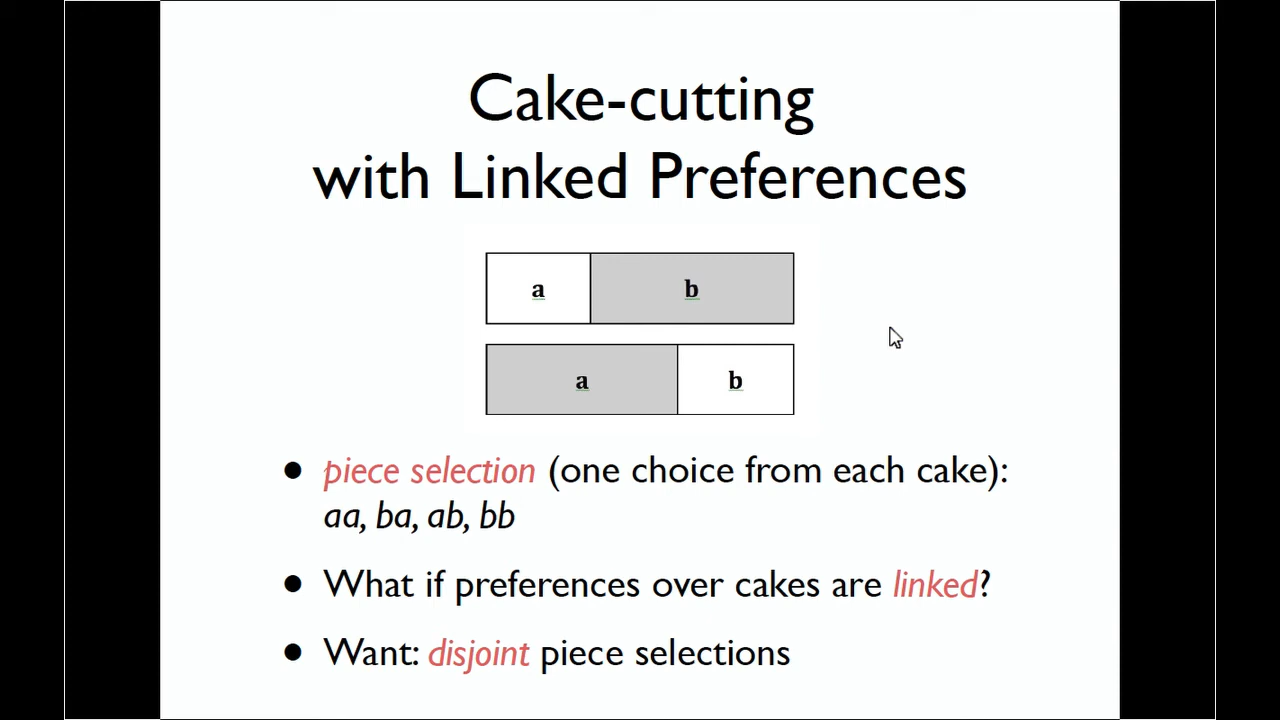 Cake-cutting
with Linked Preferences
a b
a b
• piece selection (one choice from each cake):
aa, ba, ab, bb
• What if preferences over cakes are linked?
• Want: disjoint piece selections